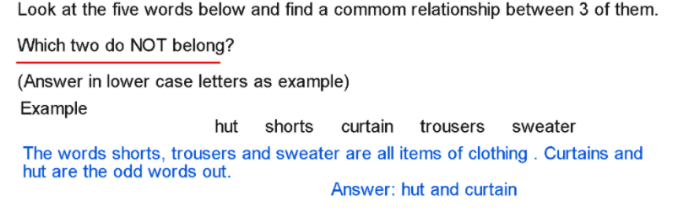 Look at the five words below and find a commom relationship between 3 of them.
Which two do NOT belong?
(Answer in lower case letters as example)
Example
hut shorts curtain trousers sweater
The words shorts, trousers and sweater are all items of clothing . Curtains and
hut are the odd words out.
Answer: hut and curtain